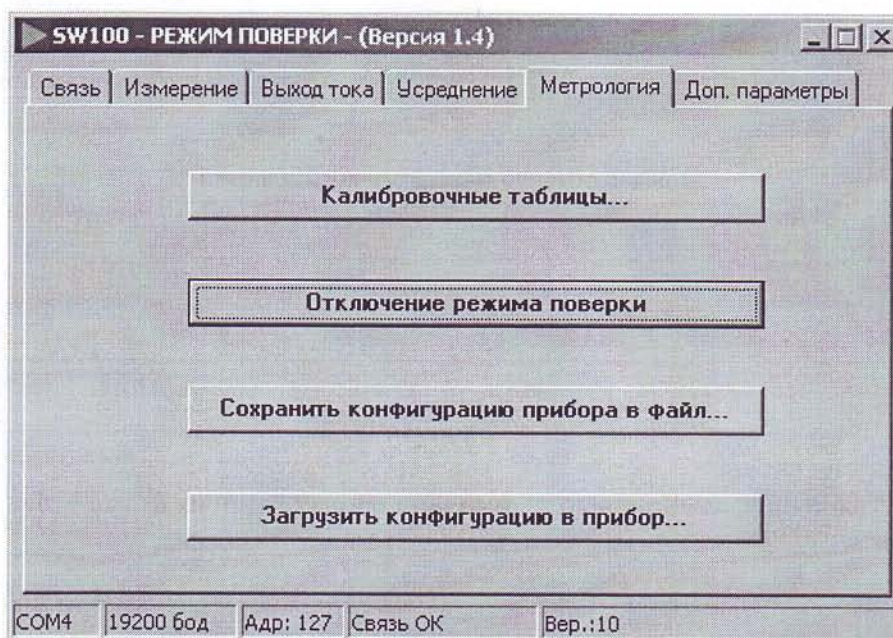 SW100 - РЕЖИМ ПОВЕРКИ - (Версия 1.4)
Связь Измерение Выход тока Усреднение Метрология Доп. параметры
Калибровочные таблицы...
Отключение режима поверки
Сохранить конфигурацию прибора в файл...
Загрузить конфигурацию в прибор...
COM4 19200 бод Адр: 127 Связь ОК Вер.:10